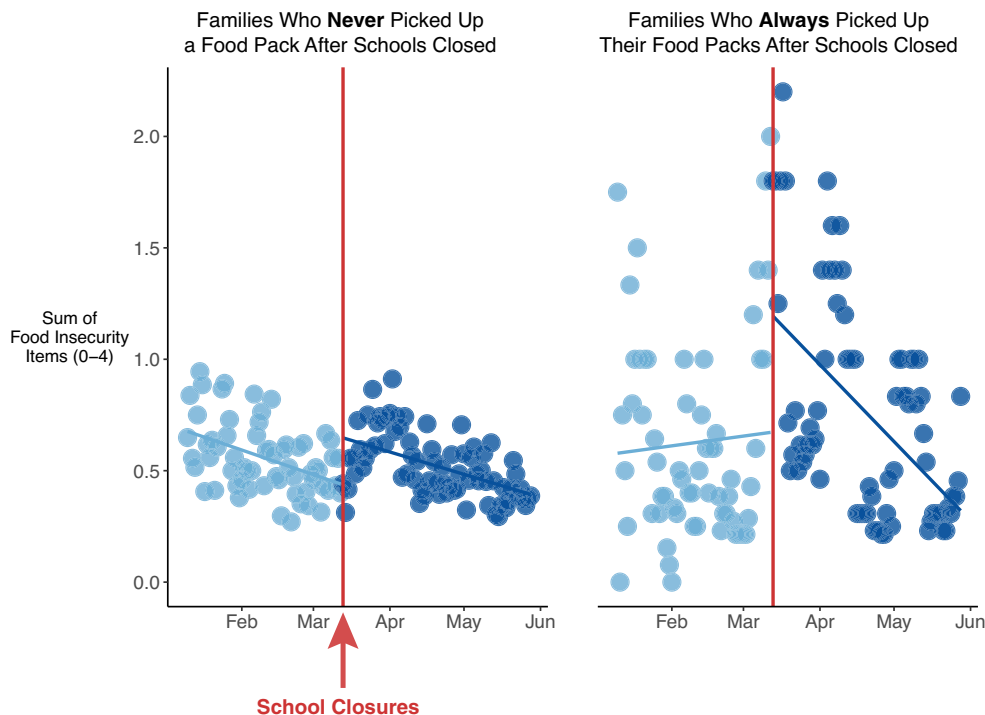 Families Who Never Picked Up
a Food Pack After Schools Closed
Families Who Always Picked Up
Their Food Packs After Schools Closed
Sum of
Food Insecurity
Items (0–4)
2.0
1.5
1.0
0.5
0.0
Feb Mar Apr May Jun
Feb Mar Apr May Jun
School Closures